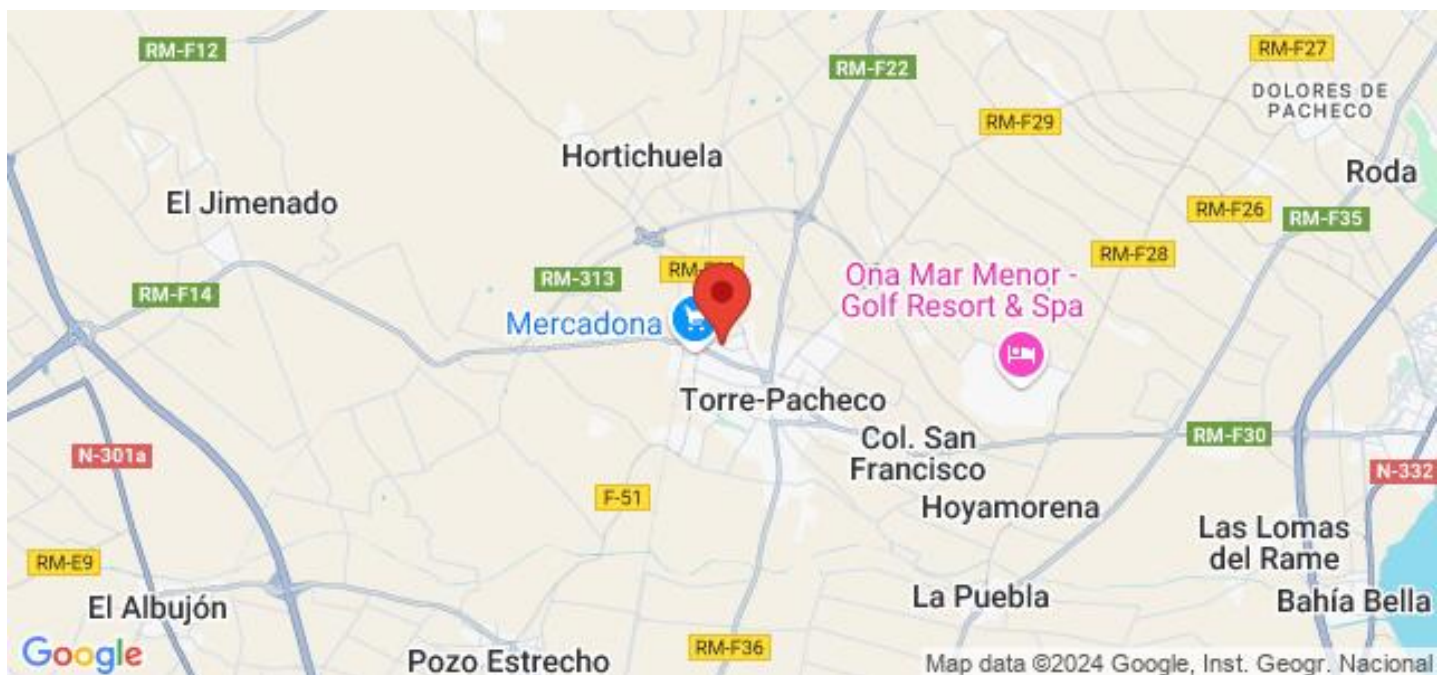 RM-F12
RM-F22
RM-F27
DOLORES DE
PACHECO
RM-F29
Hortichuela
Roda
El Jimenado
RM-F26
RM-F35
RM-F28
RM-313
Ona Mar Menor -
Golf Resort & Spa
RM-F14
Mercadona
Torre-Pacheco
Col. San
Francisco
RM-F30
N-301a
N-332
F-51
Hoyamorena
Las Lomas
del Rame
RM-E9
El Albujón
La Puebla
Bahía Bella
Google
Pozo Estrecho
RM-F36
Map data ©2024 Google, Inst. Geogr. Nacional